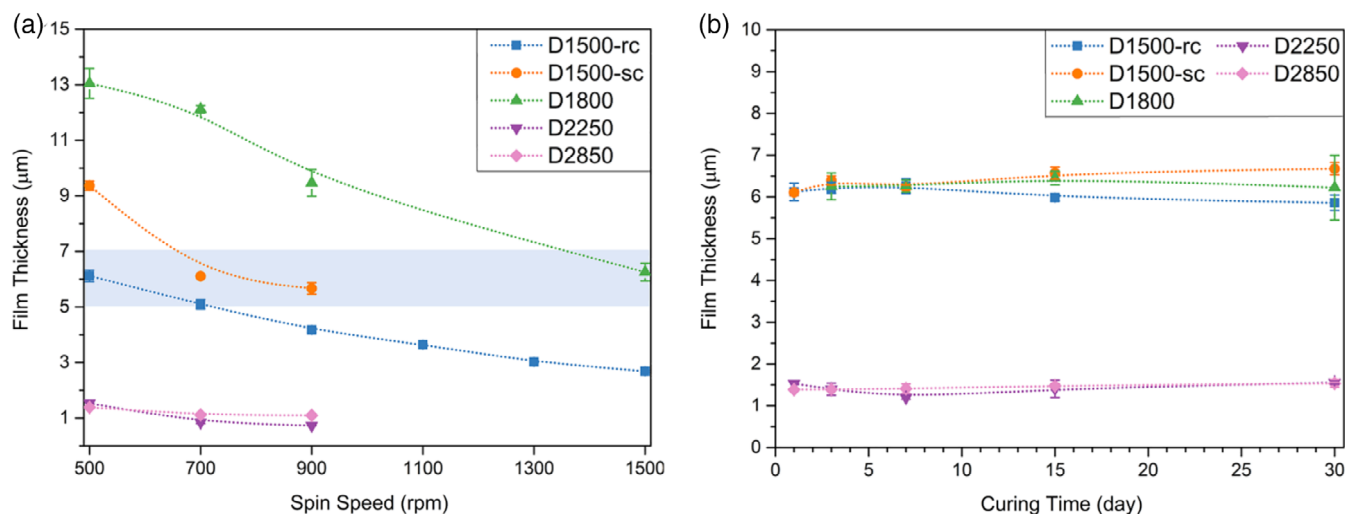 (a)
15
13
11
9
7
5
3
1
Film Thickness (μm)
500 700 900 1100 1300 1500
Spin Speed (rpm)
D1500-rc
D1500-sc
D1800
D2250
D2850
(b)
10
9
8
7
6
5
4
3
2
1
0
Film Thickness (μm)
0 5 10 15 20 25 30
Curing Time (day)
D1500-rc D2250
D1500-sc D2850
D1800